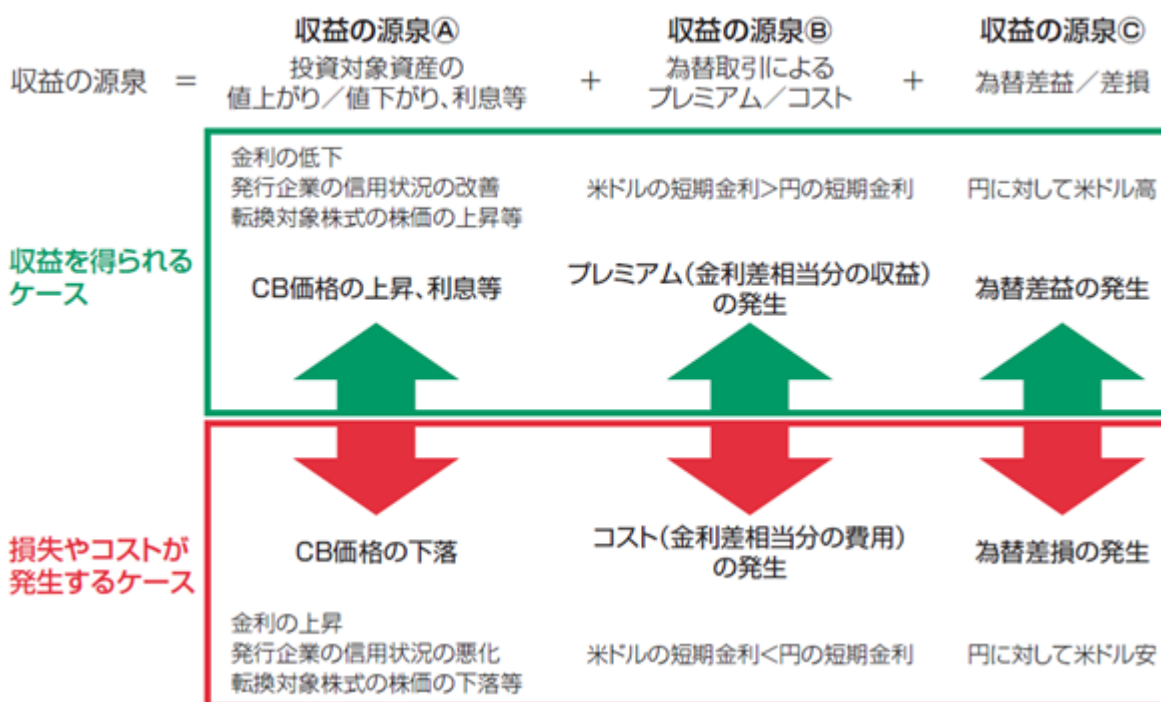 収益の源泉Ⓐ
収益の源泉Ⓑ
収益の源泉Ⓒ
収益の源泉 =
投資対象資産の
値上がり／値下がり、利息等
+
為替取引による
プレミアム／コスト
+
為替差益／差損
収益を得られる
ケース
金利の低下
発行企業の信用状況の改善
転換対象株式の株価の上昇等
米ドルの短期金利>円の短期金利
円に対して米ドル高
CB価格の上昇、利息等
プレミアム(金利差相当分の収益)
の発生
為替差益の発生
損失やコストが
発生するケース
CB価格の下落
コスト(金利差相当分の費用)
の発生
為替差損の発生
金利の上昇
発行企業の信用状況の悪化
転換対象株式の株価の下落等
米ドルの短期金利<円の短期金利
円に対して米ドル安